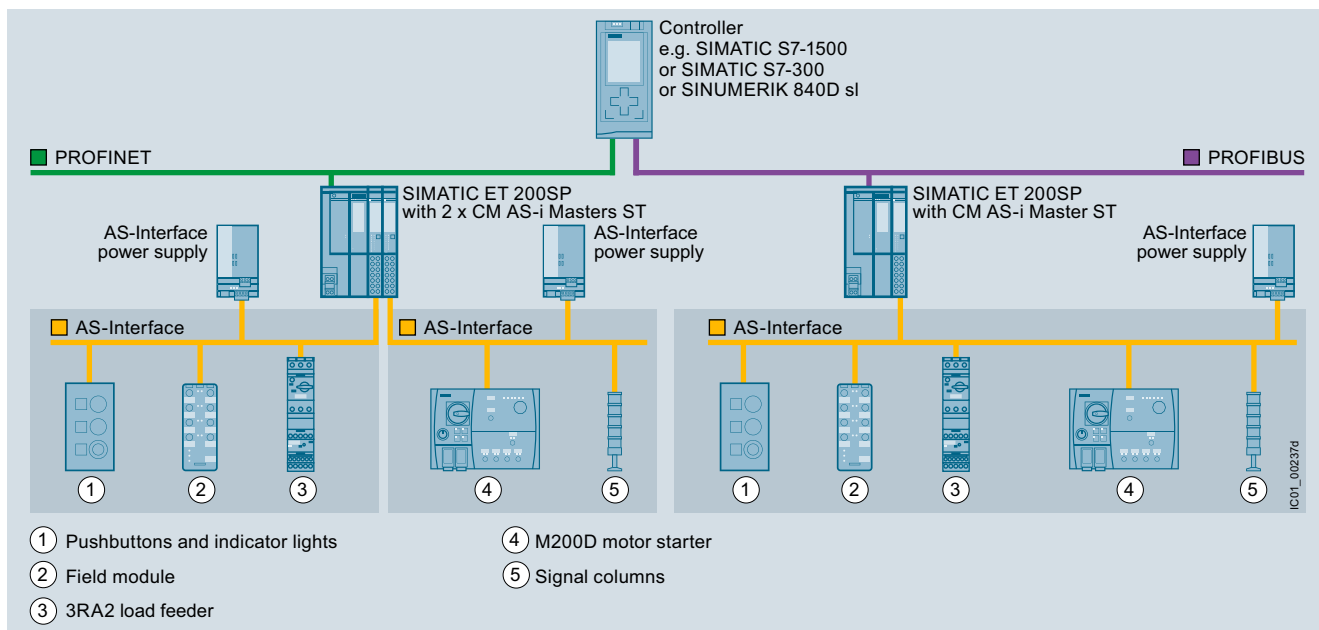 Controller
e.g. SIMATIC S7-1500
or SIMATIC S7-300
or SINUMERIK 840D sl
PROFINET
PROFIBUS
SIMATIC ET 200SP
with 2 x CM AS-i Masters ST
SIMATIC ET 200SP
with CM AS-i Master ST
AS-Interface
power supply
AS-Interface
power supply
AS-Interface
power supply
AS-Interface
AS-Interface
AS-Interface
1
2
3
4
5
1
2
3
4
5
IC01_00237d
1 Pushbuttons and indicator lights
2 Field module
3 3RA2 load feeder
4 M200D motor starter
5 Signal columns